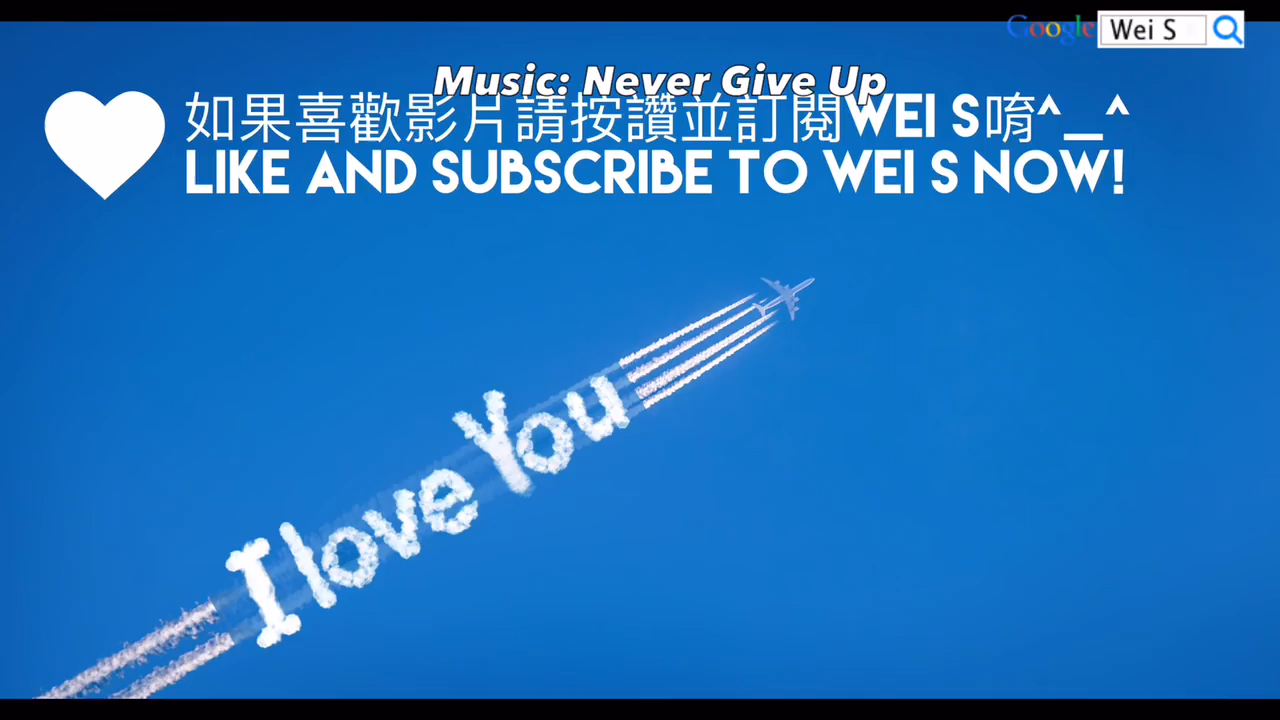 Google Wei S
Music: Never Give Up
如果喜歡影片請按讚並訂閱WEI S唷^_^
LIKE AND SUBSCRIBE TO WEI S NOW!
I love You